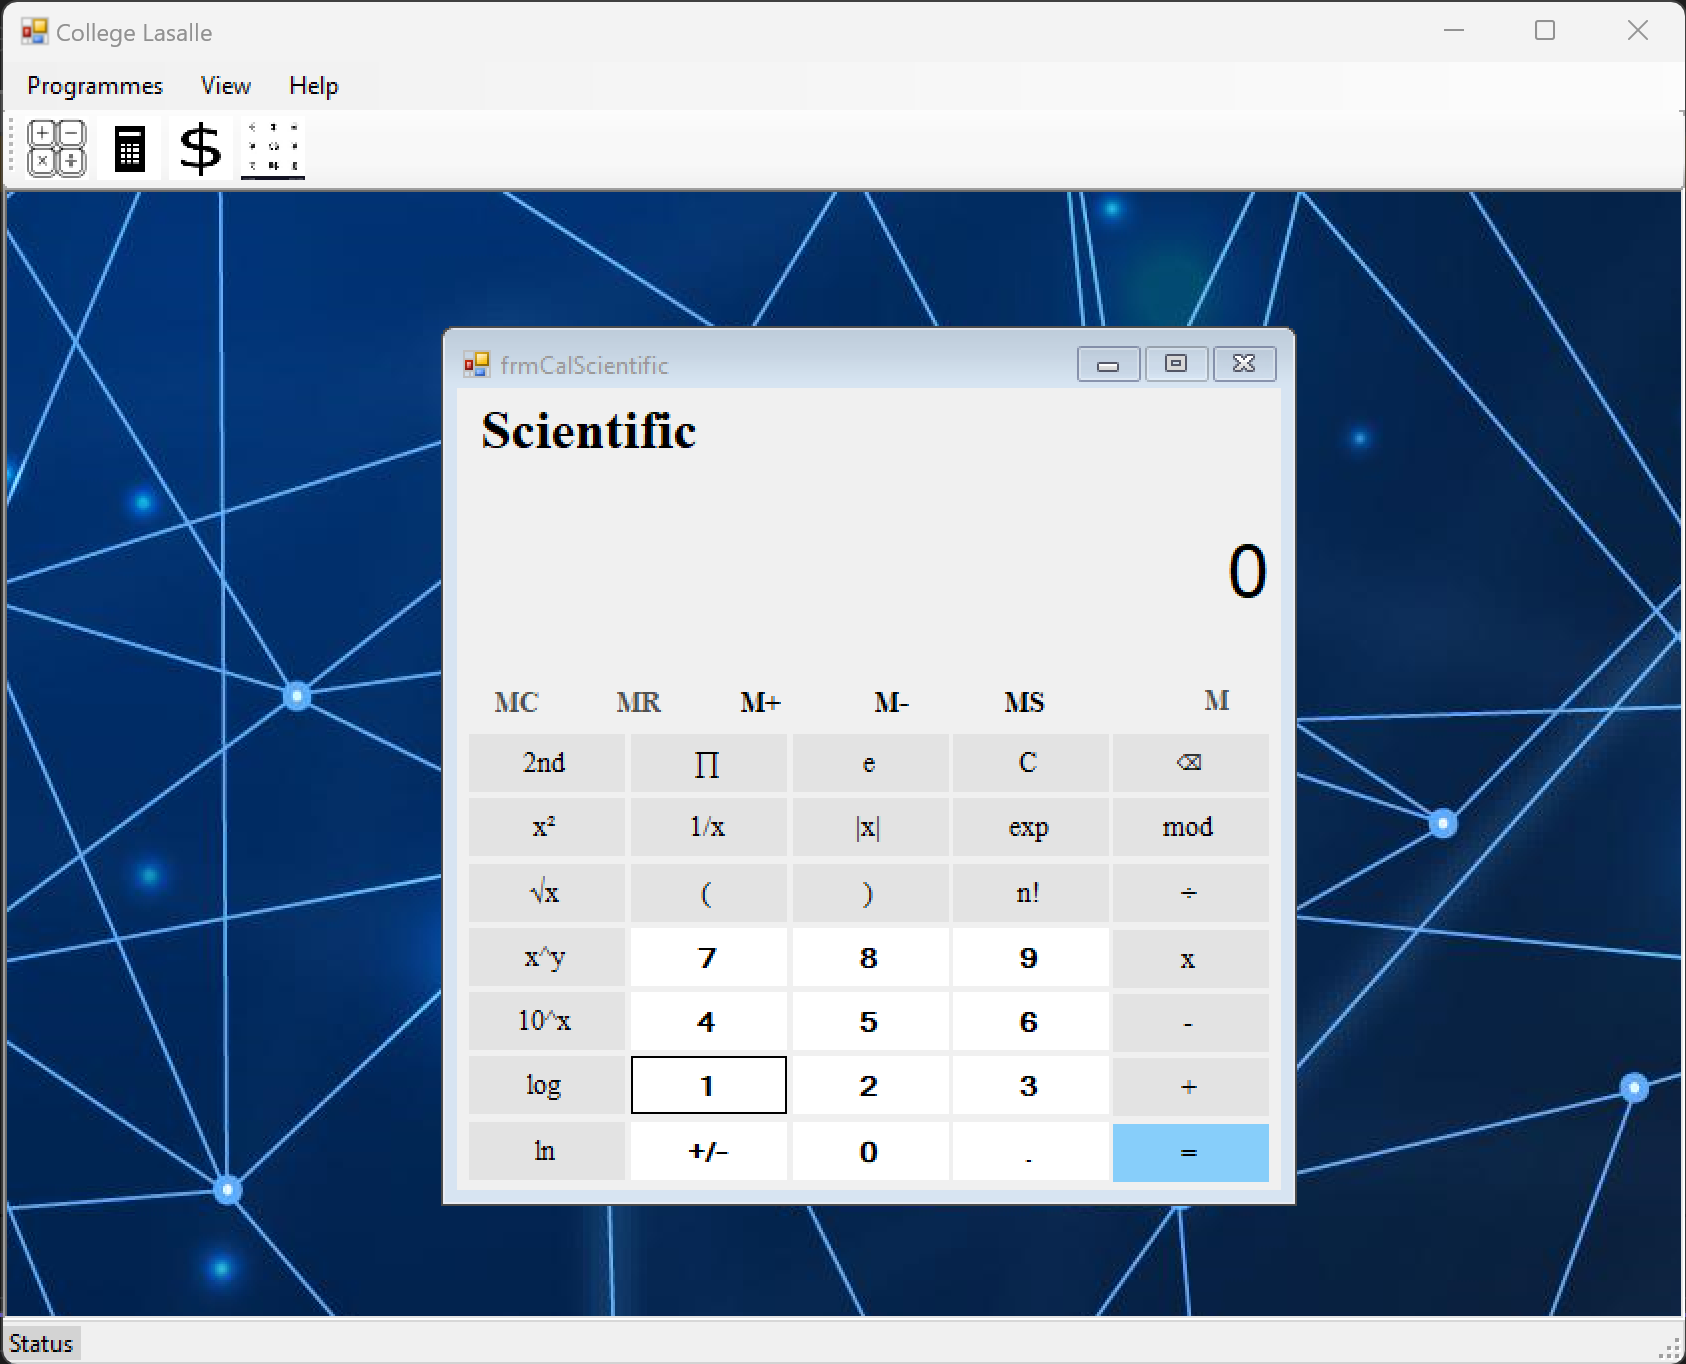 College Lasalle
Programmes View Help
$
frmCalScientific
Scientific
0
MC MR M+ M- MS M
2nd ∏ e C ⌫
x² 1/x |x| exp mod
√x ( ) n! ÷
x^y 7 8 9 x
10^x 4 5 6 -
log 1 2 3 +
ln +/- 0 . =
Status